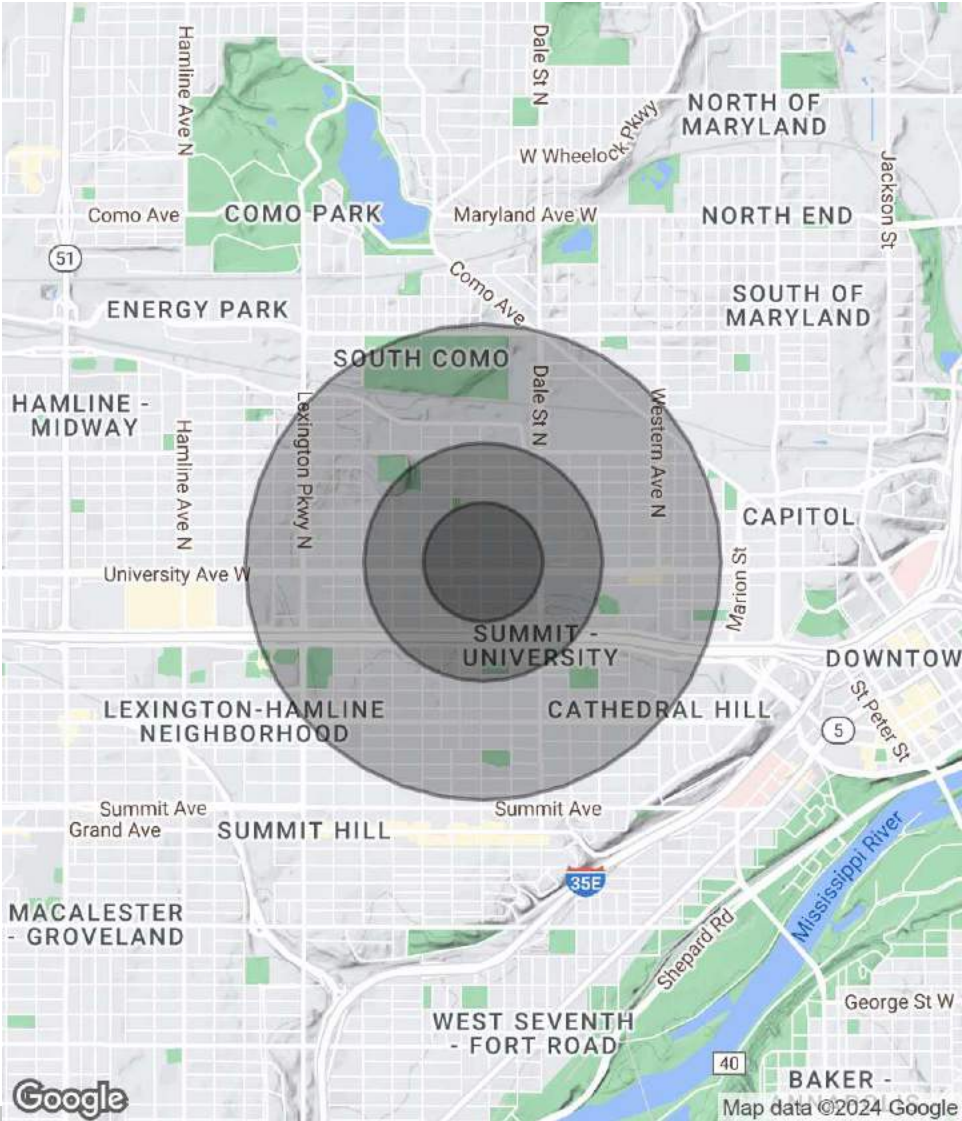 Hamline Ave N
Dale St N
NORTH OF
MARYLAND
W Wheelock Pkwy
Jackson St
Como Ave
COMO PARK
Maryland Ave W
NORTH END
51
Como Ave
ENERGY PARK
SOUTH OF
MARYLAND
SOUTH COMO
HAMLINE -
MIDWAY
Hamline Ave N
Lexington Pkwy N
Dale St N
Western Ave N
CAPITOL
University Ave W
Marion St
SUMMIT -
UNIVERSITY
DOWNTOW
LEXINGTON-HAMLINE
NEIGHBORHOOD
CATHEDRAL HILL
St Peter St
5
Summit Ave
Summit Ave
Grand Ave
SUMMIT HILL
35E
Mississippi River
MACALESTER
- GROVELAND
Shepard Rd
George St W
WEST SEVENTH
- FORT ROAD
40
BAKER -
ANNAPOLIS
Google
Map data ©2024 Google